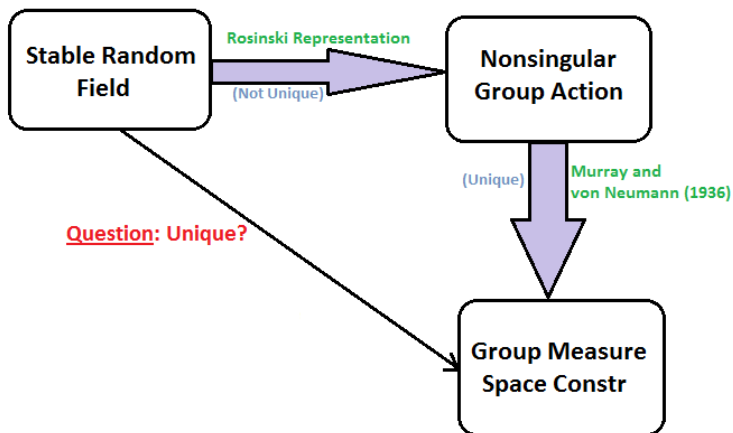 Stable Random
Field
Rosinski Representation
(Not Unique)
Nonsingular
Group Action
(Unique)
Murray and
von Neumann (1936)
Question: Unique?
Group Measure
Space Constr